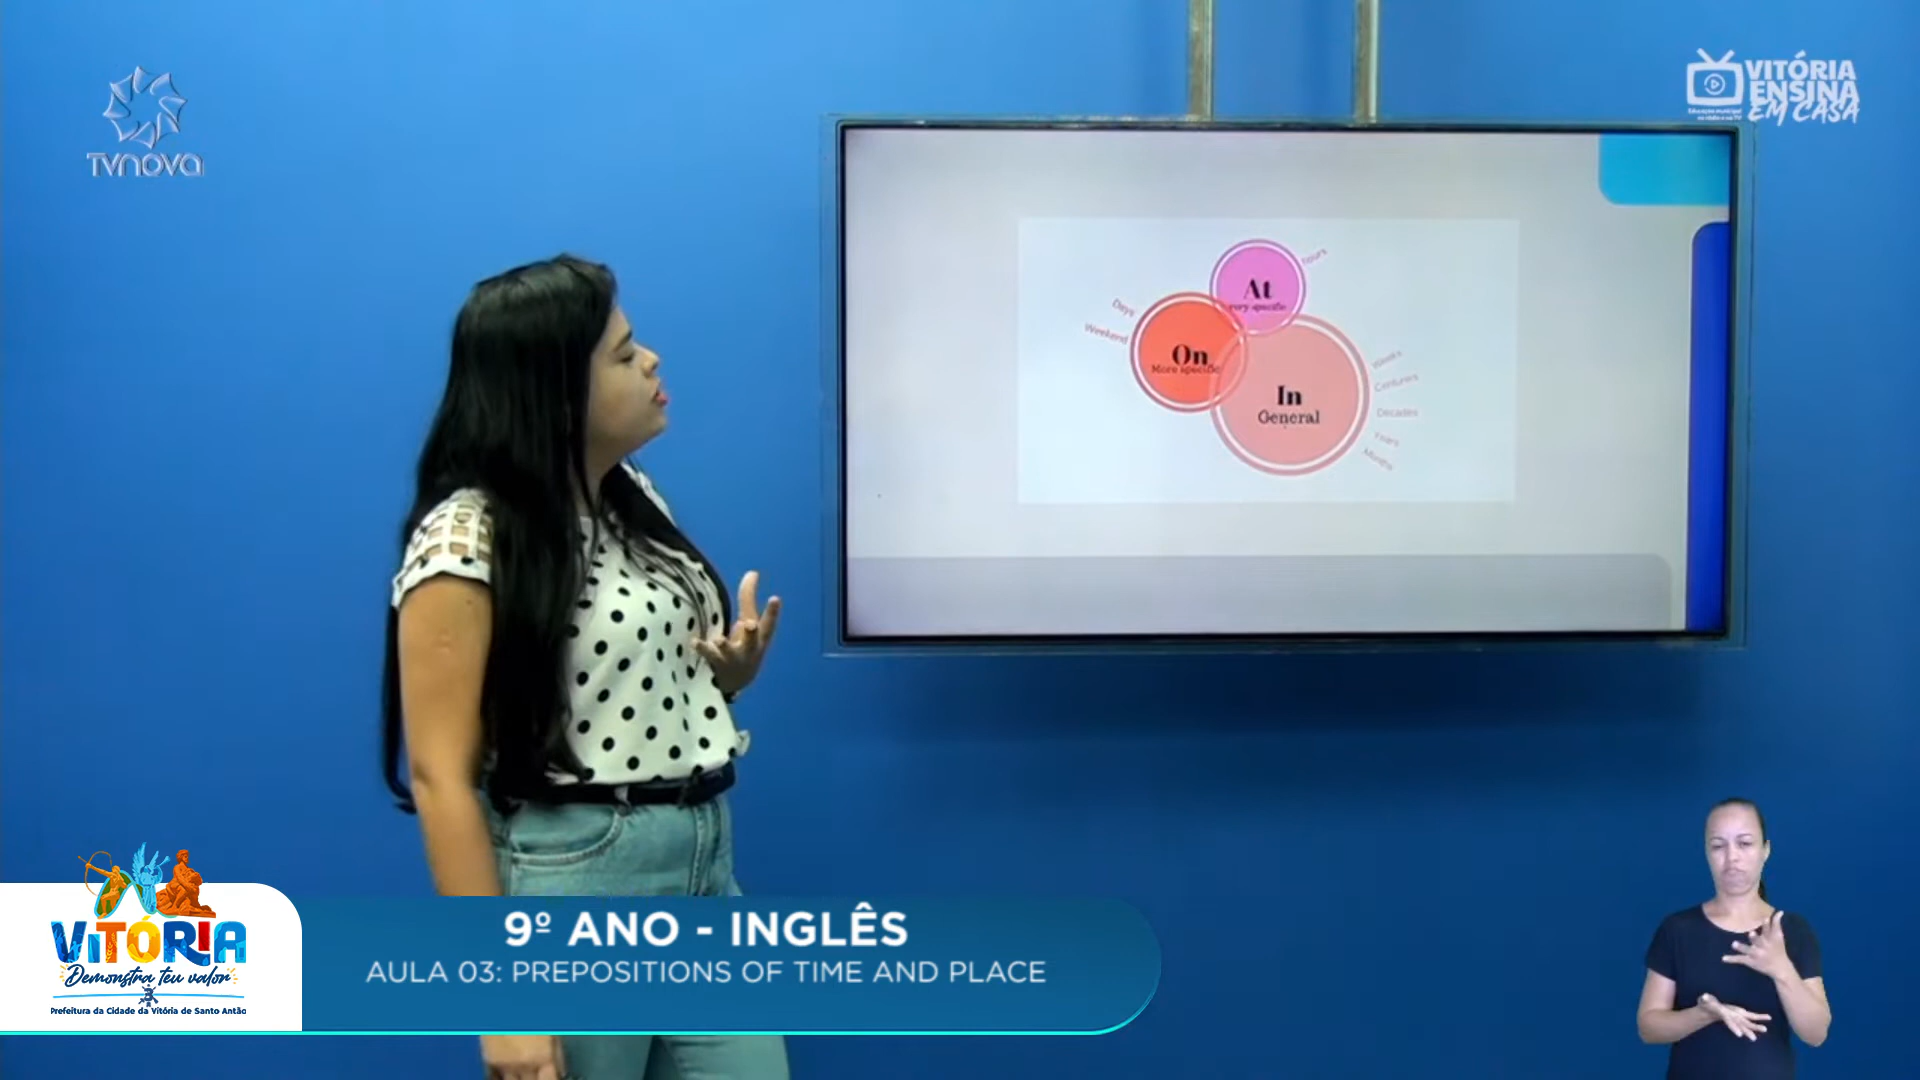 TVNOVA
VITÓRIA
ENSINA
EM CASA
At
very specific
Days
Weekend
On
More specific
In
General
Weeks
Decades
Years
Months
9º ANO - INGLÊS
AULA 03: PREPOSITIONS OF TIME AND PLACE
VITÓRIA
Demonstra teu valor
Prefeitura da Cidade da Vitória de Santo Antão